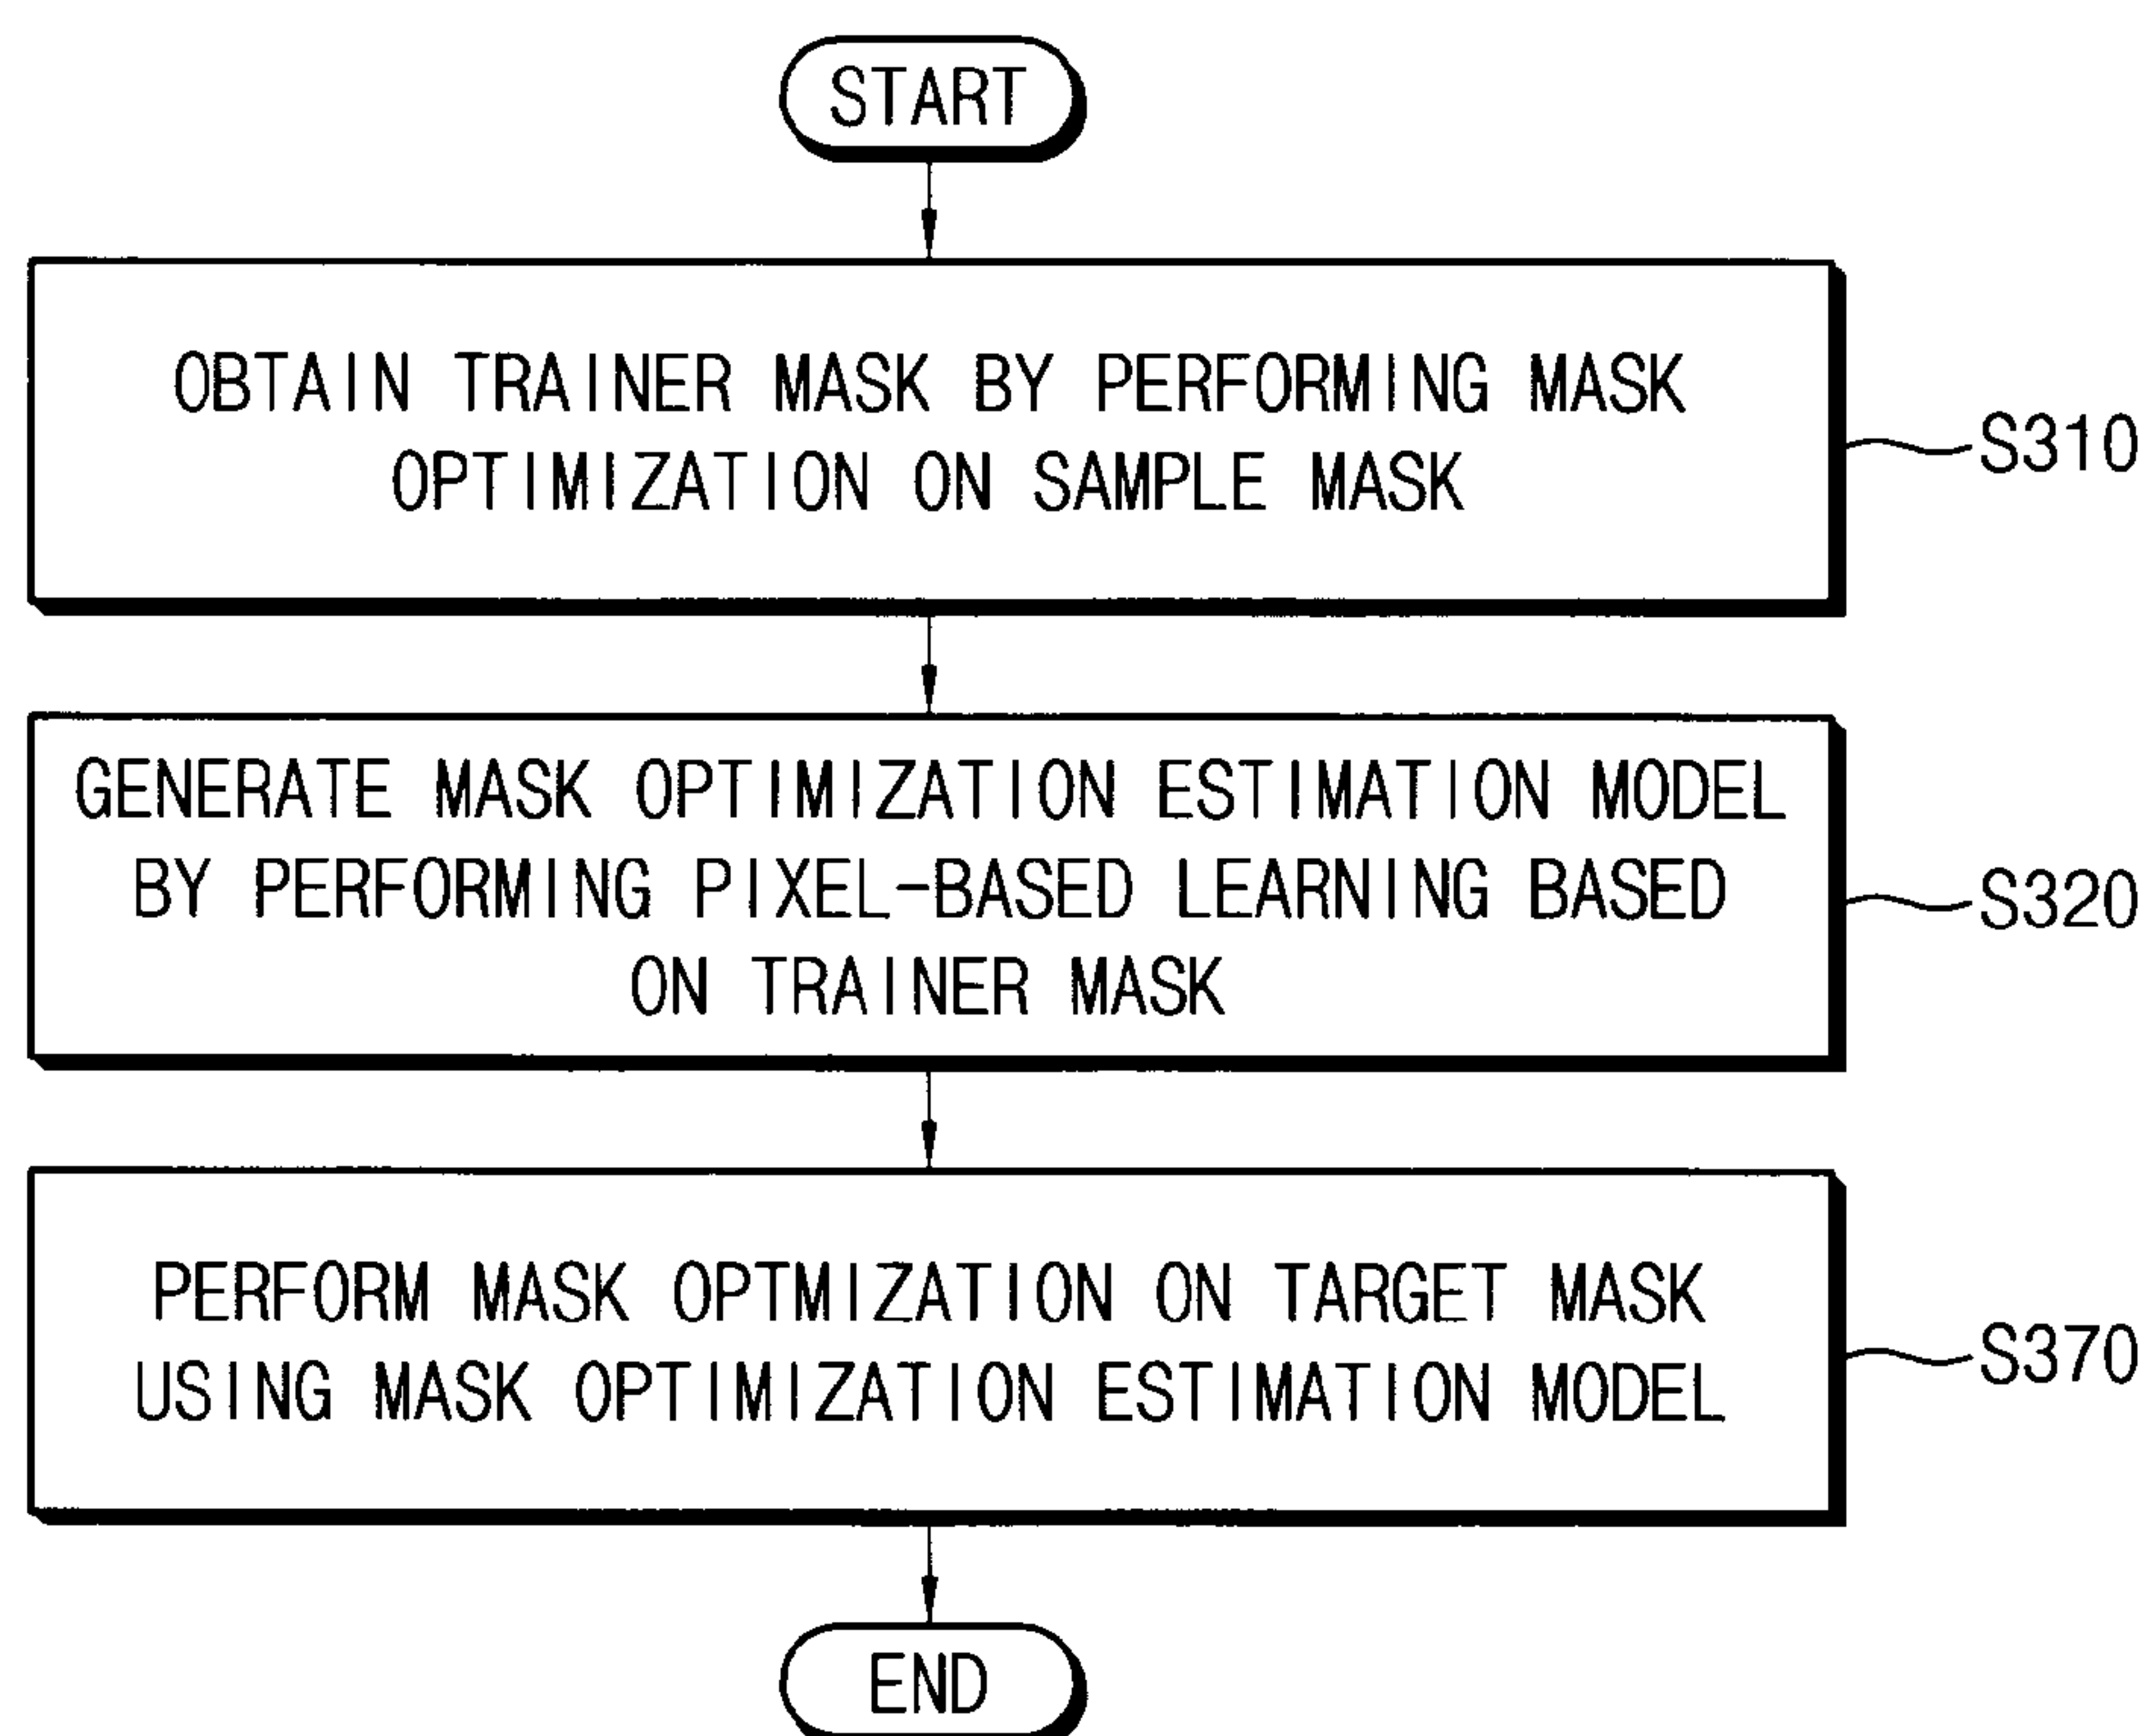 START
OBTAIN TRAINER MASK BY PERFORMING MASK
OPTIMIZATION ON SAMPLE MASK
S310
GENERATE MASK OPTIMIZATION ESTIMATION MODEL
BY PERFORMING PIXEL-BASED LEARNING BASED
ON TRAINER MASK
S320
PERFORM MASK OPTMIZATION ON TARGET MASK
USING MASK OPTIMIZATION ESTIMATION MODEL
S370
END